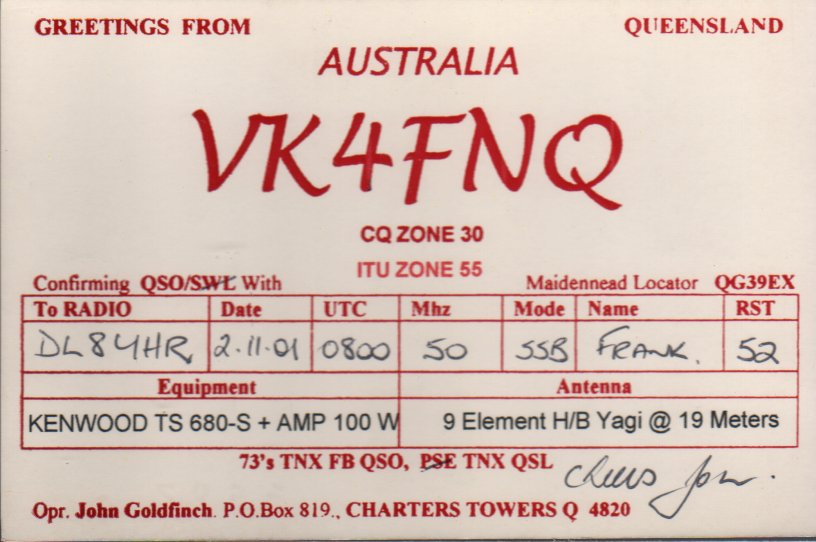 GREETINGS FROM QUEENSLAND
AUSTRALIA
VK4FNQ
CQ ZONE 30
ITU ZONE 55
Confirming QSO/SWL With Maidennead Locator QG39EX
To RADIO Date UTC Mhz Mode Name RST
DL8YHR 2.11.01 0800 50 SSB FRANK. 52
Equipment Antenna
KENWOOD TS 680-S + AMP 100 W 9 Element H/B Yagi @ 19 Meters
73's TNX FB QSO, PSE TNX QSL Cheers John.
Opr. John Goldfinch. P.O.Box 819., CHARTERS TOWERS Q 4820